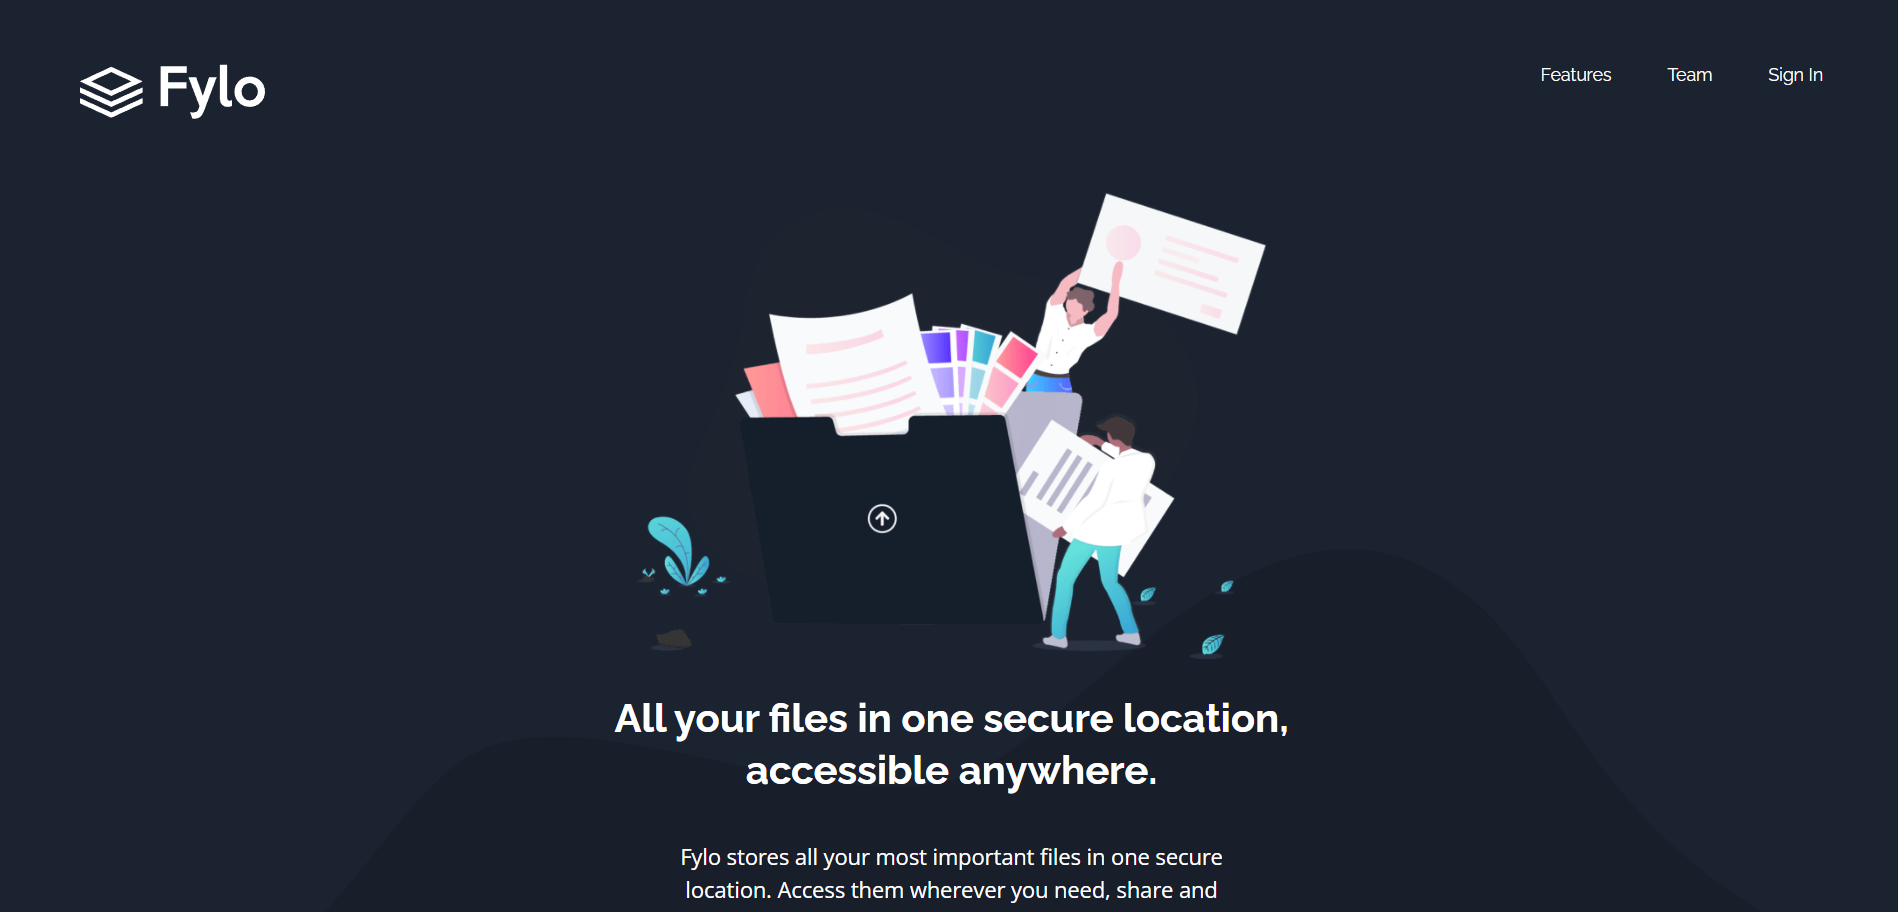 Fylo
Features
Team
Sign In
All your files in one secure location,
accessible anywhere.
Fylo stores all your most important files in one secure
location. Access them wherever you need, share and